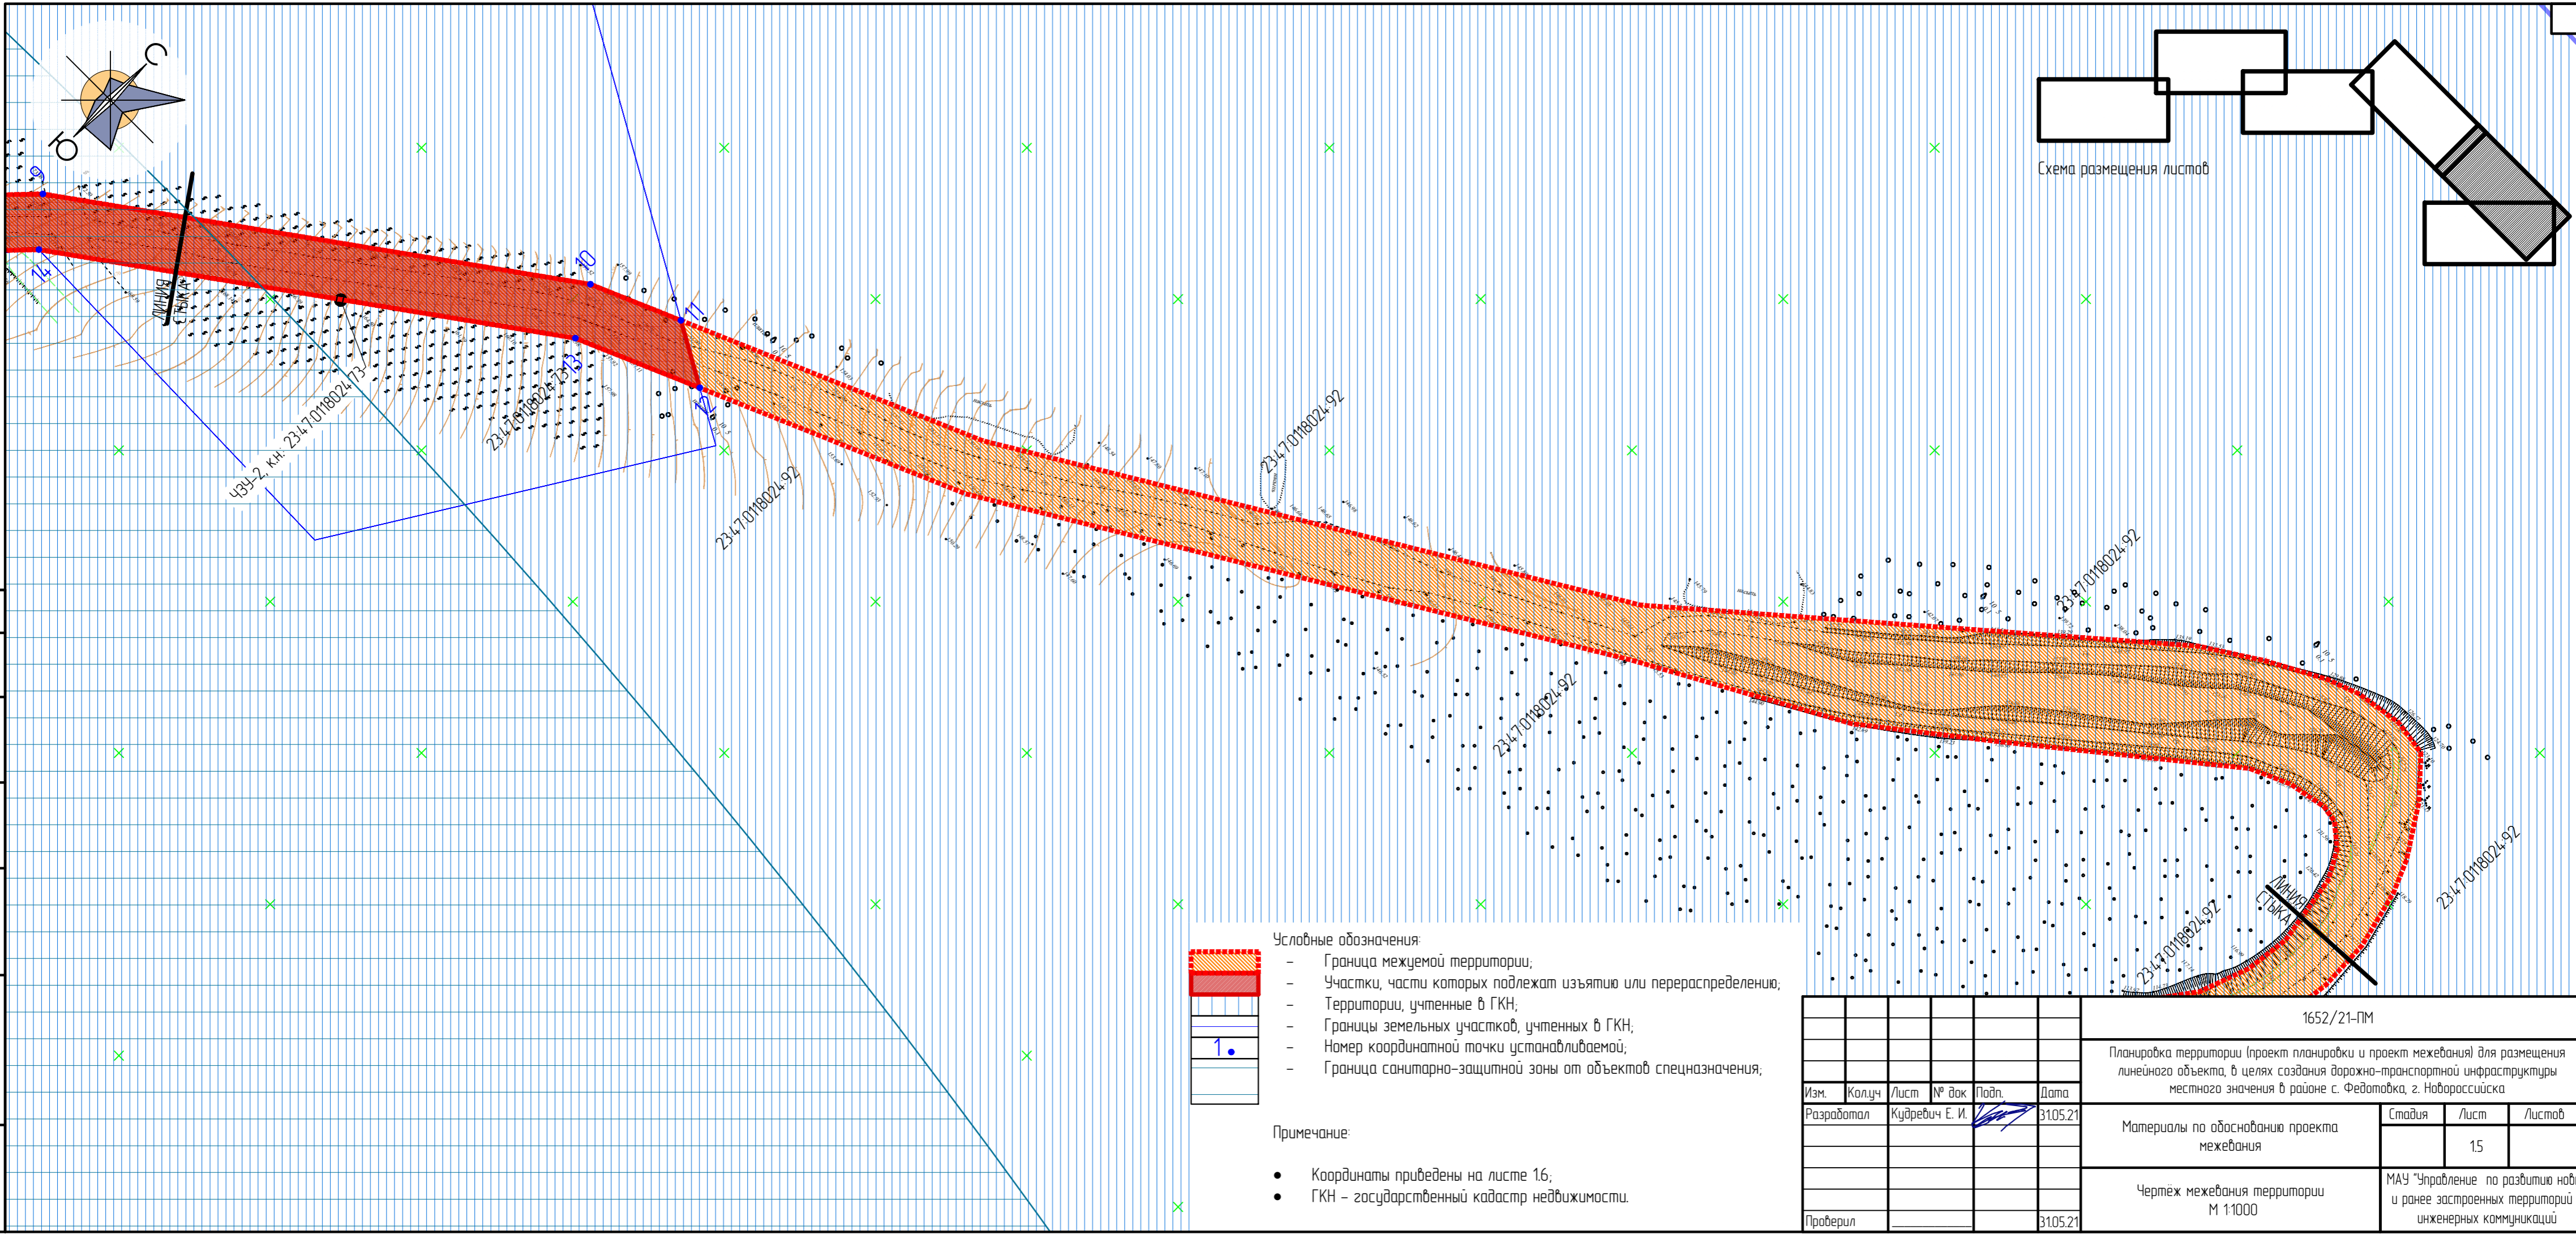 С
Ю
Схема размещения листов
9
14
10
11
13
12
ЛИНИЯ
СТЫКА
ЧЗУ-2, к.н. 23:47:0118024:73
23:47:0118024:73
23:47:0118024:92
23:47:0118024:92
23:47:0118024:92
23:47:0118024:92
23:47:0118024:92
23:47:0118024:92
ЛИНИЯ
СТЫКА
Условные обозначения:
- Граница межуемой территории;
- Участки, части которых подлежат изъятию или перераспределению;
- Территории, учтенные в ГКН;
- Границы земельных участков, учтенных в ГКН;
1. - Номер координатной точки устанавливаемой;
- Граница санитарно-защитной зоны от объектов спецназначения;
Примечание:
• Координаты приведены на листе 1.6;
• ГКН - государственный кадастр недвижимости.
1652/21-ПМ
Планировка территории (проект планировки и проект межевания) для размещения
линейного объекта, в целях создания дорожно-транспортной инфраструктуры
местного значения в районе с. Федотовка, г. Новороссийска
Изм. Кол.уч Лист № док Подп. Дата
Разработал Кудревич Е. И. 31.05.21
Материалы по обоснованию проекта
межевания
Стадия Лист Листов
1.5
Чертёж межевания территории
М 1:1000
МАУ "Управление по развитию новы
и ранее застроенных территорий
инженерных коммуникаций
Проверил 31.05.21